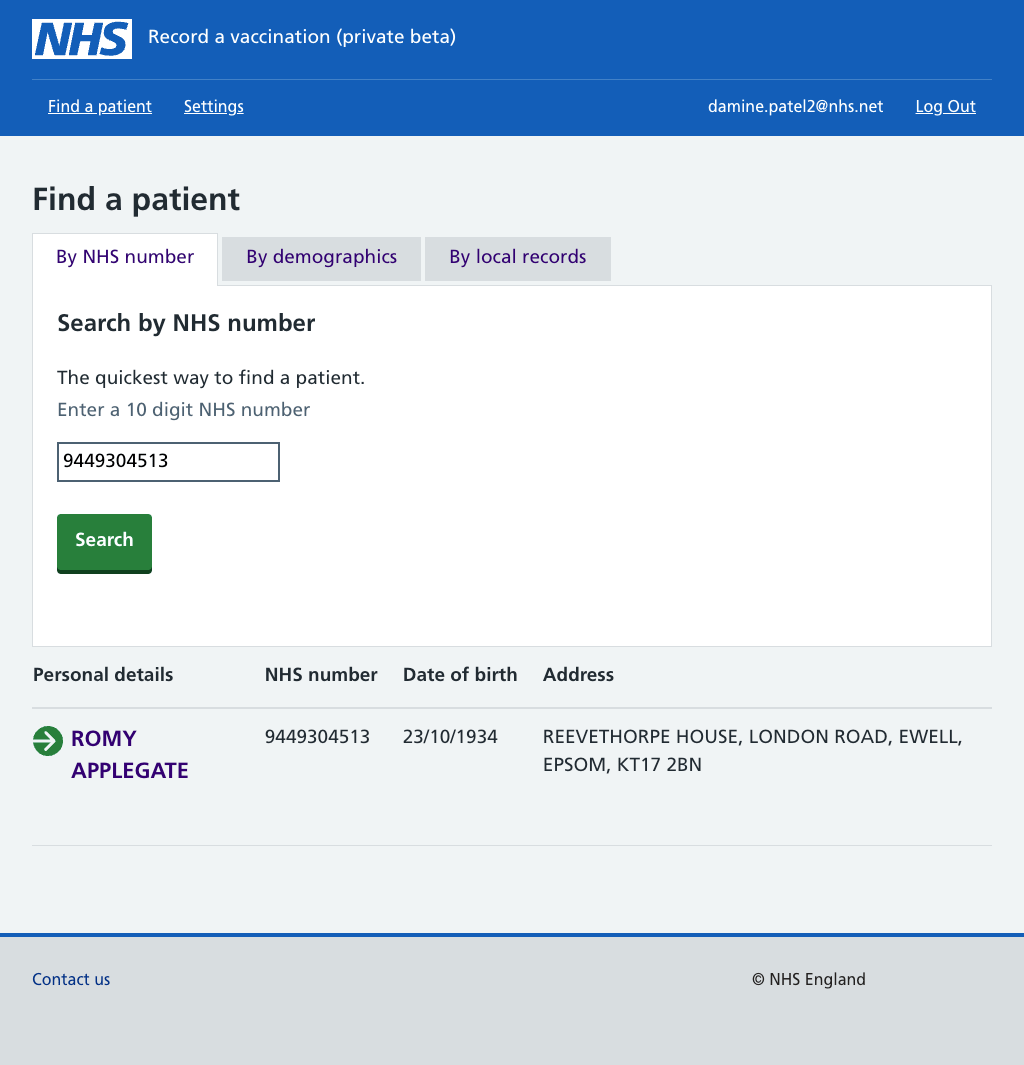 NHS Record a vaccination (private beta)
Find a patient Settings damine.patel2@nhs.net Log Out
Find a patient
By NHS number By demographics By local records
Search by NHS number
The quickest way to find a patient.
Enter a 10 digit NHS number
9449304513
Search
Personal details NHS number Date of birth Address
ROMY 9449304513 23/10/1934 REEVETHORPE HOUSE, LONDON ROAD, EWELL,
APPLEGATE EPSOM, KT17 2BN
Contact us © NHS England